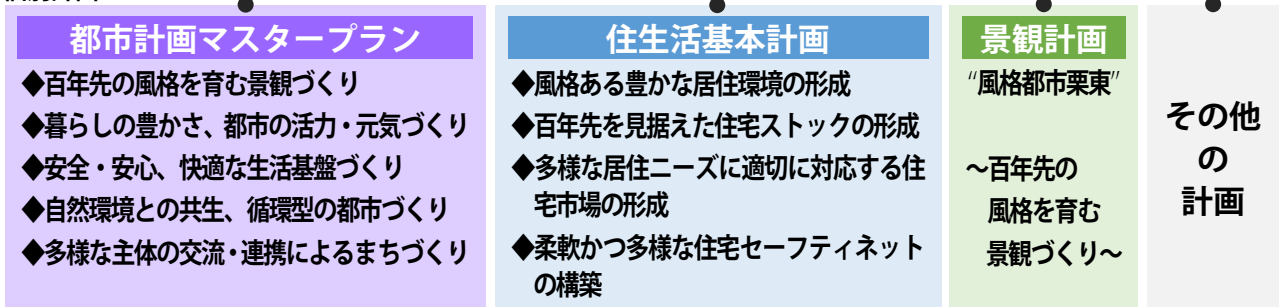 都市計画マスタープラン
◆百年先の風格を育む景観づくり
◆暮らしの豊かさ、都市の活力・元気づくり
◆安全・安心、快適な生活基盤づくり
◆自然環境との共生、循環型の都市づくり
◆多様な主体の交流・連携によるまちづくり
住生活基本計画
◆風格ある豊かな居住環境の形成
◆百年先を見据えた住宅ストックの形成
◆多様な居住ニーズに適切に対応する住
宅市場の形成
◆柔軟かつ多様な住宅セーフティネット
の構築
景観計画
“風格都市栗東”
～百年先の
風格を育む
景観づくり～
その他
の
計画